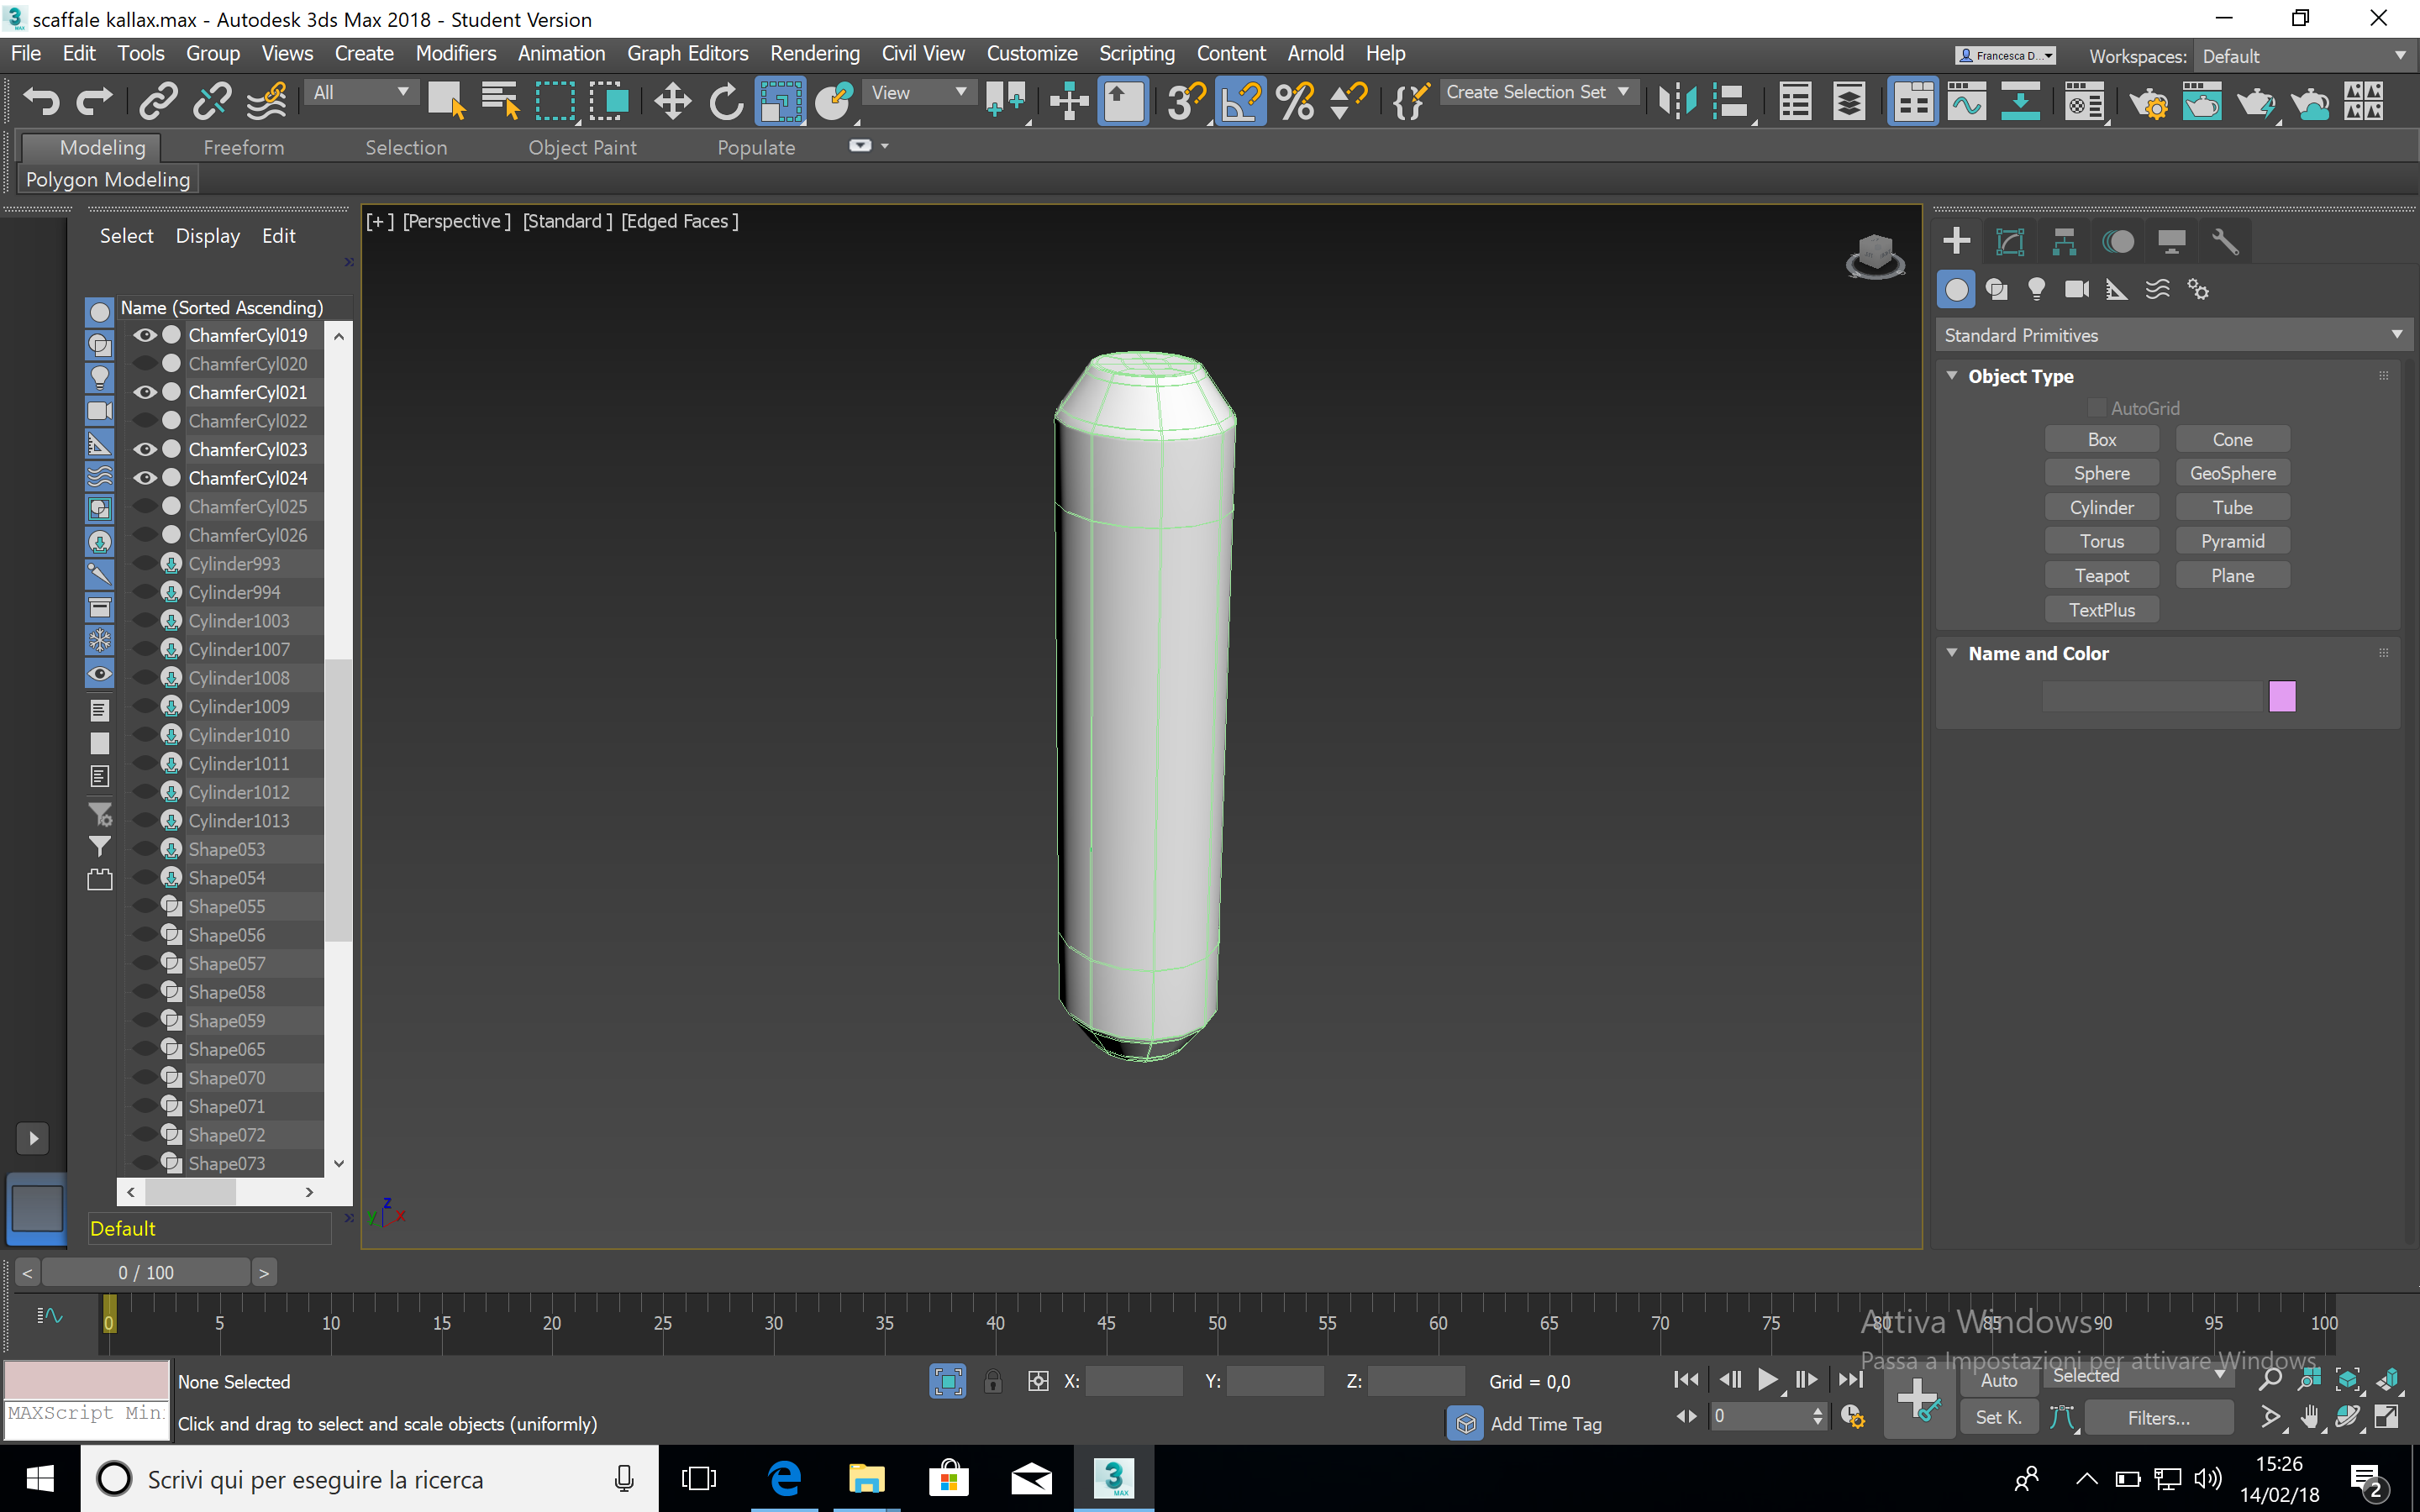 scaffale kallax.max - Autodesk 3ds Max 2018 - Student Version
File Edit Tools Group Views Create Modifiers Animation Graph Editors Rendering Civil View Customize Scripting Content Arnold Help
Francesca D... Workspaces: Default
All View Create Selection Set
Modeling Freeform Selection Object Paint Populate
Polygon Modeling
Select Display Edit
[+] [Perspective] [Standard] [Edged Faces]
Name (Sorted Ascending)
ChamferCyl019
ChamferCyl020
ChamferCyl021
ChamferCyl022
ChamferCyl023
ChamferCyl024
ChamferCyl025
ChamferCyl026
Cylinder993
Cylinder994
Cylinder1003
Cylinder1007
Cylinder1008
Cylinder1009
Cylinder1010
Cylinder1011
Cylinder1012
Cylinder1013
Shape053
Shape054
Shape055
Shape056
Shape057
Shape058
Shape059
Shape065
Shape070
Shape071
Shape072
Shape073
Default
z
y x
Standard Primitives
Object Type
AutoGrid
Box Cone
Sphere GeoSphere
Cylinder Tube
Torus Pyramid
Teapot Plane
TextPlus
Name and Color
< 0 / 100 >
0 5 10 15 20 25 30 35 40 45 50 55 60 65 70 75 80 85 90 95 100
Attiva Windows
Passa a Impostazioni per attivare Windows.
None Selected X: Y: Z: Grid = 0,0 Auto Selected
MAXScript Min
Click and drag to select and scale objects (uniformly) Add Time Tag 0 Set K. Filters...
Scrivi qui per eseguire la ricerca
3
MAX
15:26
14/02/18
2